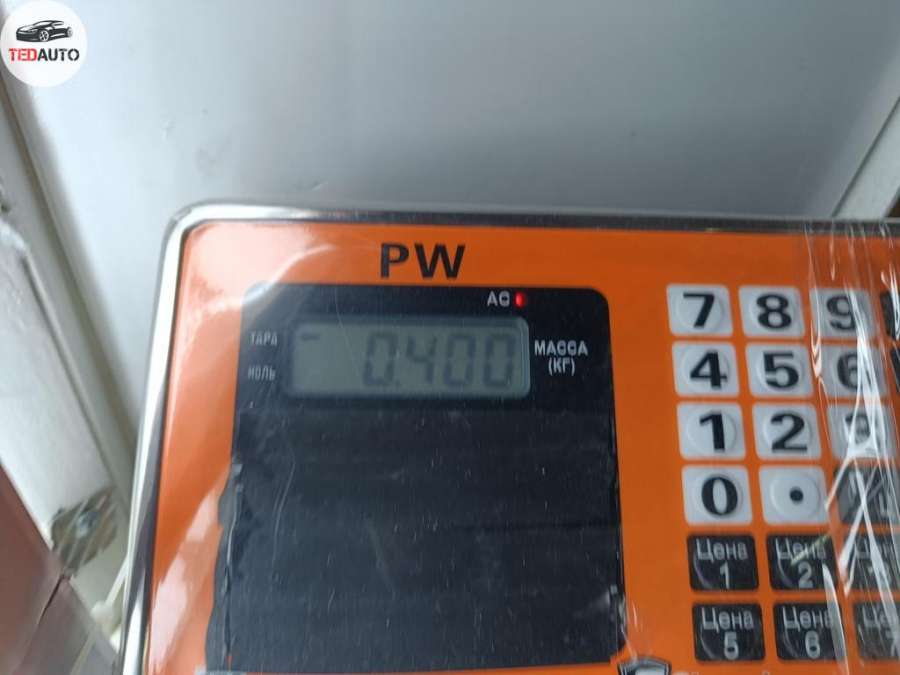 TEDAUTO
PW
AC
ТАРА
НОЛЬ
0.400
МАССА
(КГ)
7 8 9
4 5 6
1 2 3
0 •
Цена 1
Цена 2
Цена 5
Цена 6